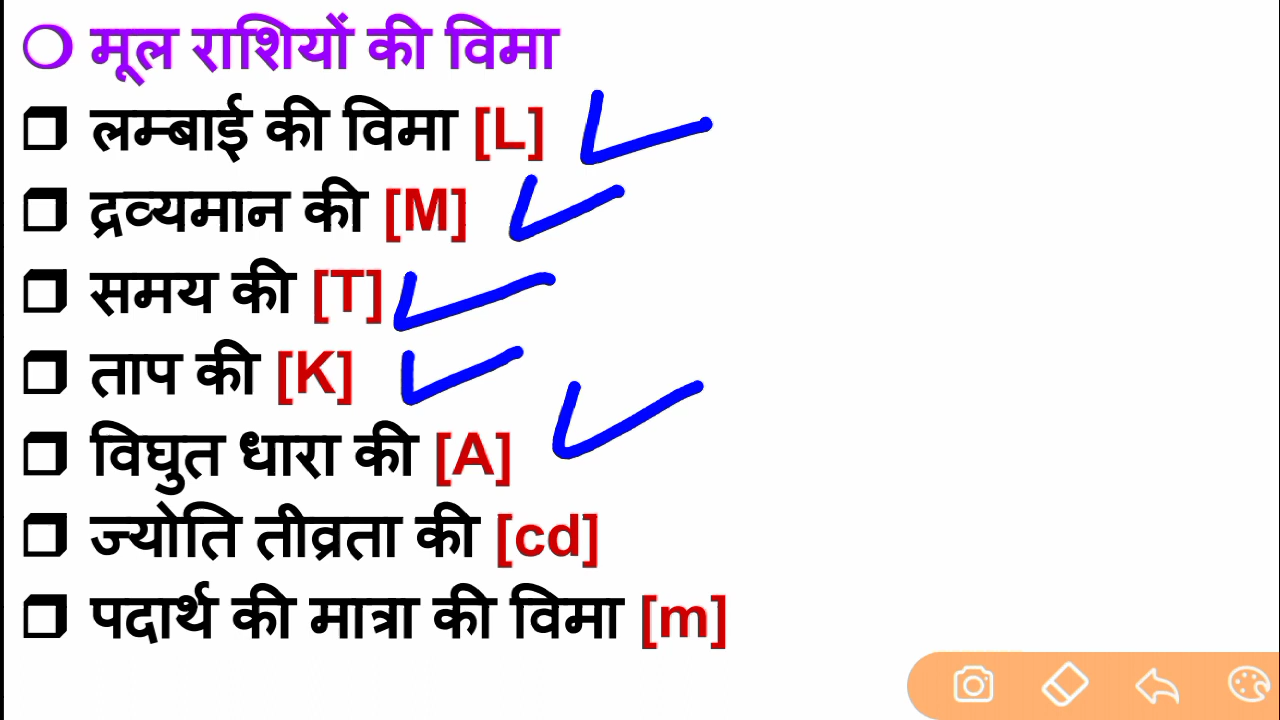 मूल राशियों की विमा
लम्बाई की विमा [L]
द्रव्यमान की [M]
समय की [T]
ताप की [K]
विघुत धारा की [A]
ज्योति तीव्रता की [cd]
पदार्थ की मात्रा की विमा [m]